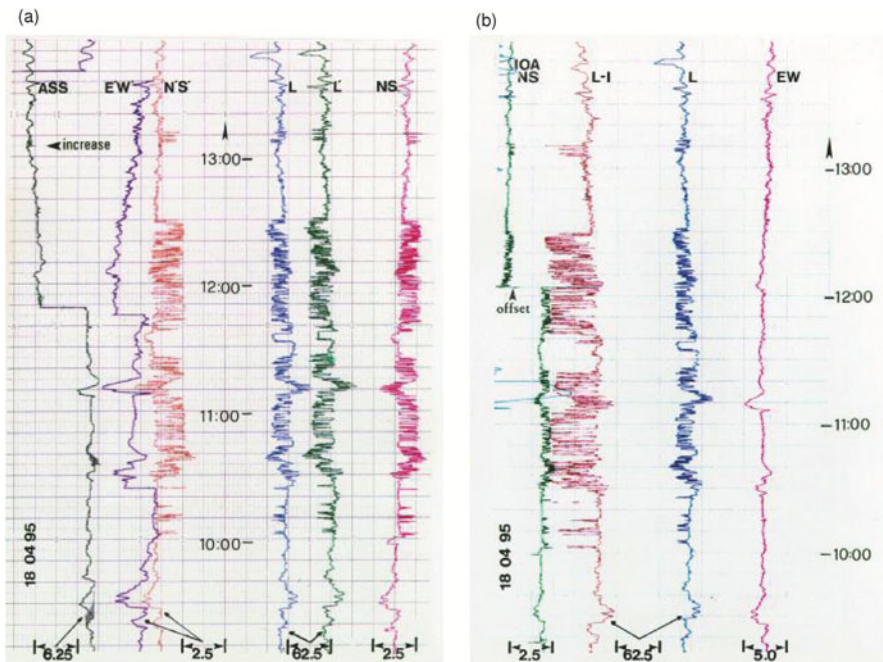 (a)
ASS E'W' N'S' L L' NS
increase
13:00
12:00
11:00
10:00
18 04 95
6.25 2.5 62.5 2.5
(b)
IOA
NS L-I L EW
13:00
12:00
offset
11:00
10:00
18 04 95
2.5 62.5 5.0